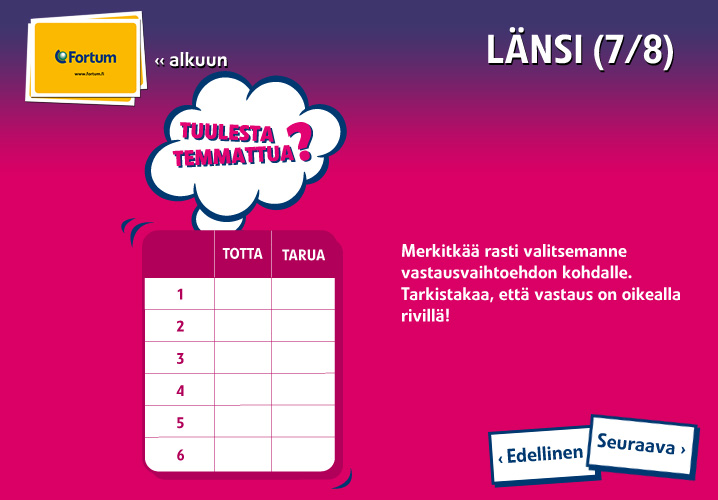 Fortum
www.fortum.fi
‹‹ alkuun
LÄNSI (7/8)
TUULESTA
TEMMATTUA?
TOTTA TARUA
1
2
3
4
5
6
Merkitkää rasti valitsemanne
vastausvaihtoehdon kohdalle.
Tarkistakaa, että vastaus on oikealla
rivillä!
‹ Edellinen
Seuraava ›